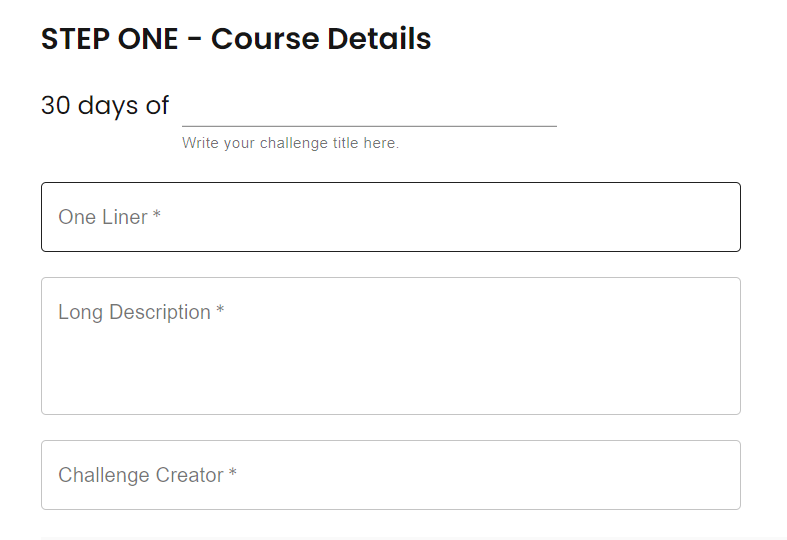 STEP ONE - Course Details
30 days of
Write your challenge title here.
One Liner *
Long Description *
Challenge Creator *